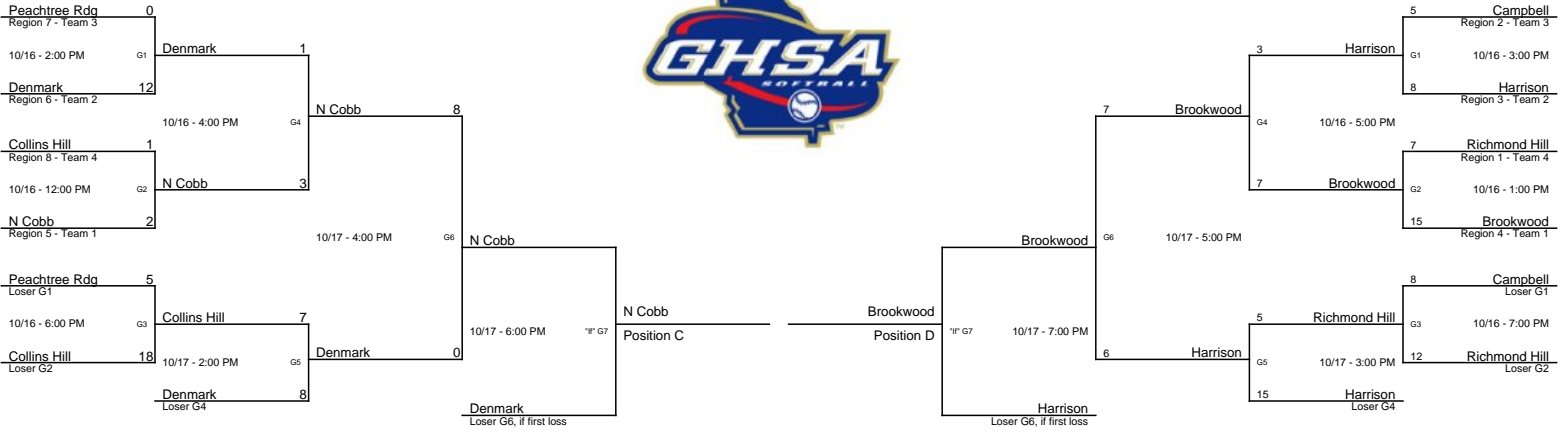 Peachtree Rdg 0
Region 7 - Team 3
10/16 - 2:00 PM G1
Denmark 1
Denmark 12
Region 6 - Team 2
10/16 - 4:00 PM G4
N Cobb 8
Collins Hill 1
Region 8 - Team 4
10/16 - 12:00 PM G2
N Cobb 3
N Cobb 2
Region 5 - Team 1
10/17 - 4:00 PM G6
N Cobb
Peachtree Rdg 5
Loser G1
10/16 - 6:00 PM G3
Collins Hill 7
Collins Hill 18
Loser G2
10/17 - 2:00 PM G5
Denmark 0
Denmark 8
Loser G4
10/17 - 6:00 PM "If" G7
N Cobb
Position C
Denmark
Loser G6, if first loss
GHSA
SOFTBALL
TM
5 Campbell
Region 2 - Team 3
G1 10/16 - 3:00 PM
3 Harrison
8 Harrison
Region 3 - Team 2
G4 10/16 - 5:00 PM
7 Brookwood
7 Richmond Hill
Region 1 - Team 4
G2 10/16 - 1:00 PM
7 Brookwood
15 Brookwood
Region 4 - Team 1
G6 10/17 - 5:00 PM
Brookwood
8 Campbell
Loser G1
G3 10/16 - 7:00 PM
5 Richmond Hill
12 Richmond Hill
Loser G2
G5 10/17 - 3:00 PM
6 Harrison
15 Harrison
Loser G4
"If" G7 10/17 - 7:00 PM
Brookwood
Position D
Harrison
Loser G6, if first loss